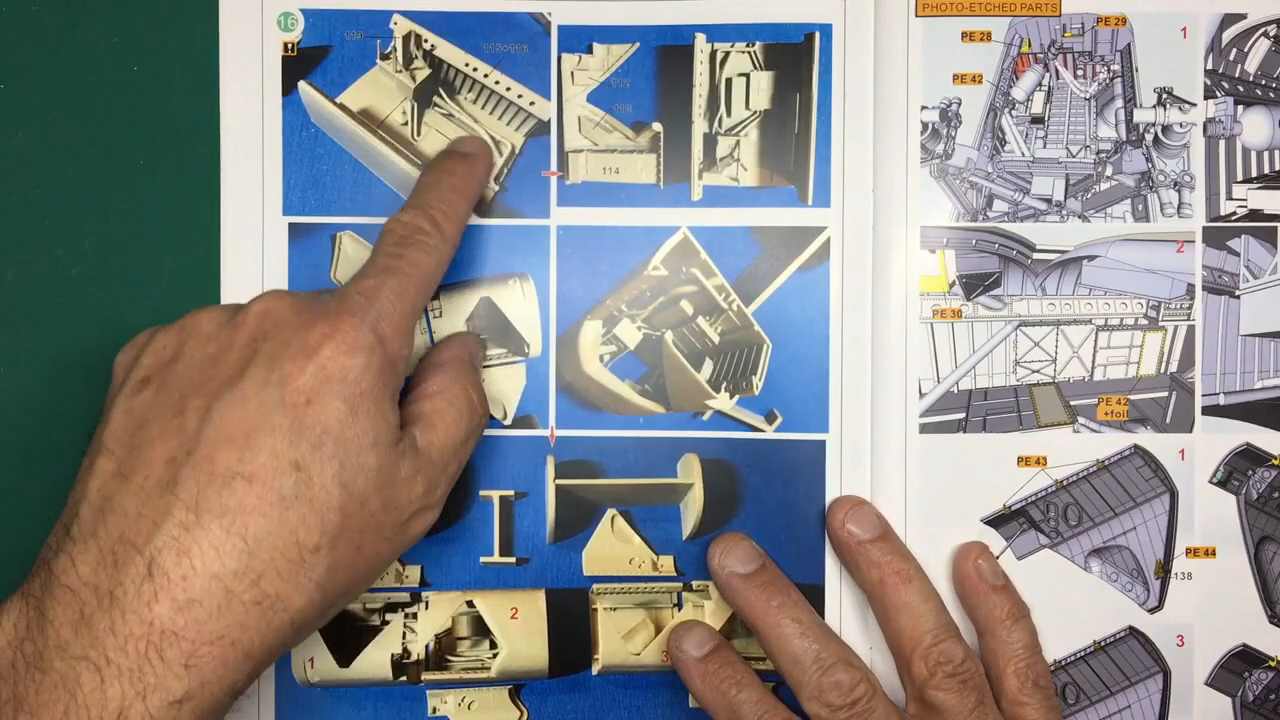 16
119
115+116
112
113
114
1
2
3
PHOTO-ETCHED PARTS
PE 29
PE 28
PE 42
1
2
PE 30
PE 42
+foil
PE 43
1
PE 44
138
3